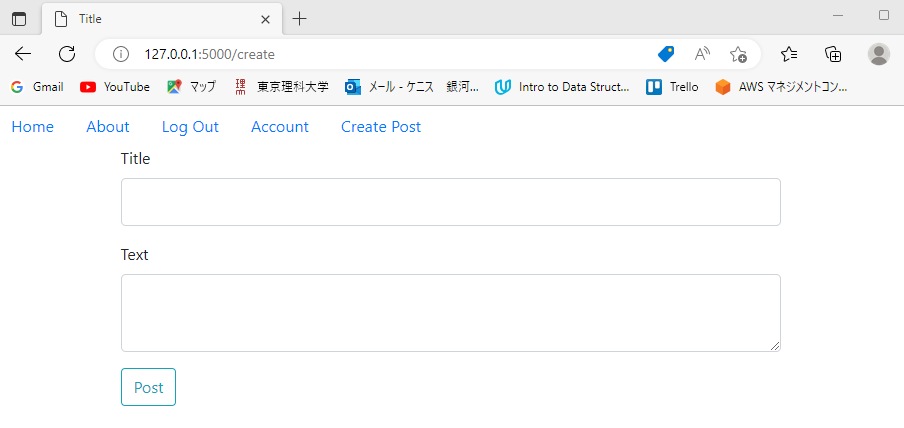 Title
127.0.0.1:5000/create
Gmail YouTube マップ 東京理科大学 メール - ケニス 銀河... Intro to Data Struct... Trello AWS マネジメントコン...
Home About Log Out Account Create Post
Title
Text
Post